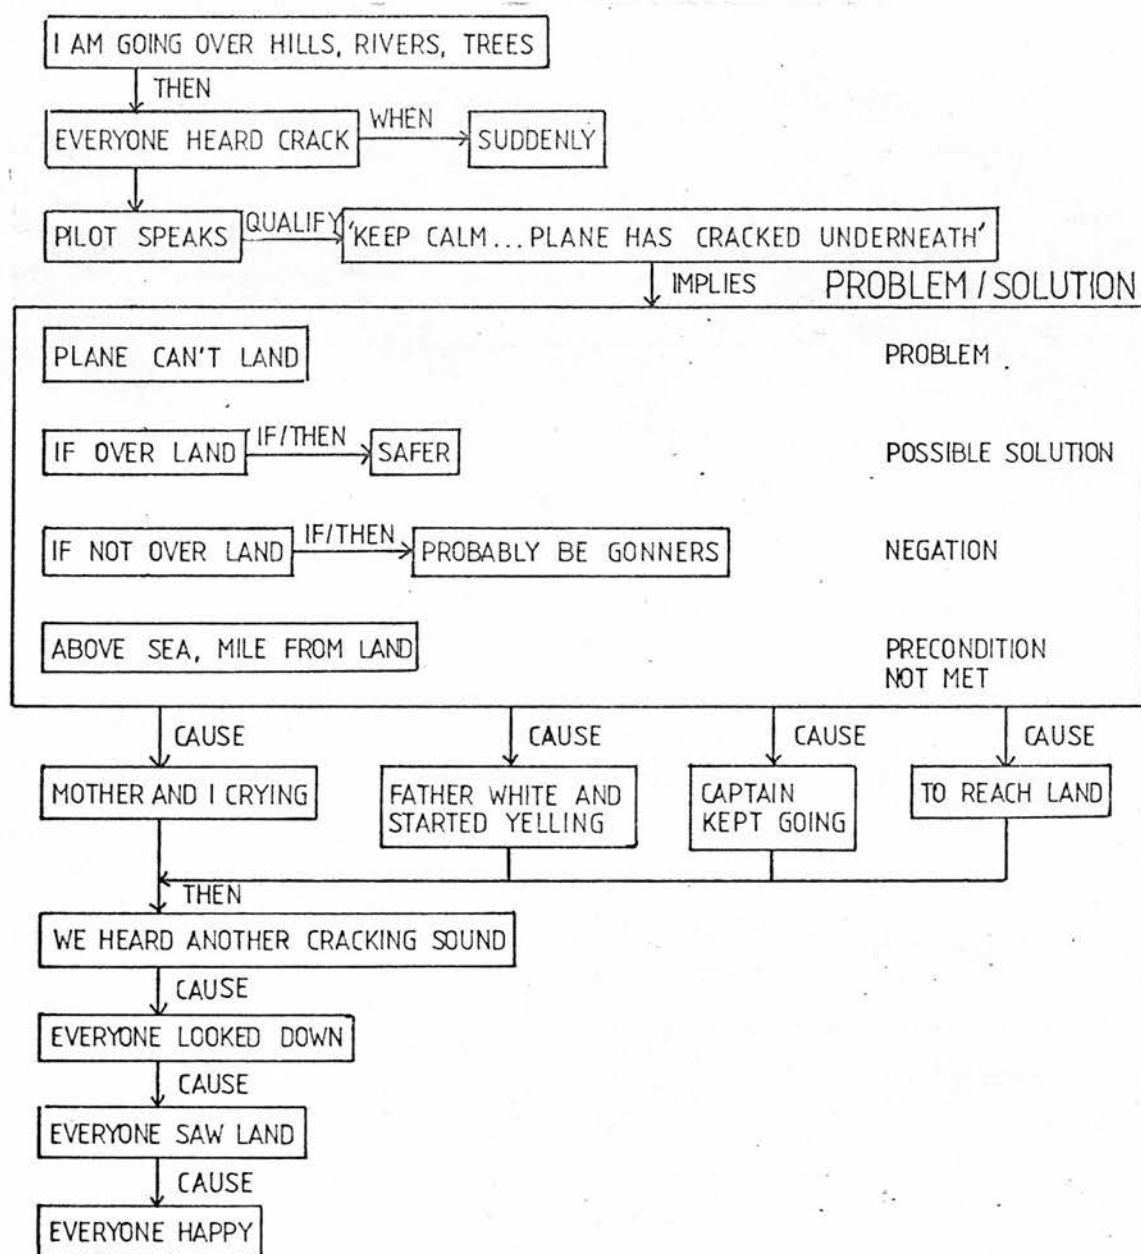 I AM GOING OVER HILLS, RIVERS, TREES
THEN
EVERYONE HEARD CRACK
WHEN
SUDDENLY
PILOT SPEAKS
QUALIFY
'KEEP CALM...PLANE HAS CRACKED UNDERNEATH'
IMPLIES
PROBLEM/SOLUTION
PLANE CAN'T LAND
PROBLEM
IF OVER LAND
IF/THEN
SAFER
POSSIBLE SOLUTION
IF NOT OVER LAND
IF/THEN
PROBABLY BE GONNERS
NEGATION
ABOVE SEA, MILE FROM LAND
PRECONDITION
NOT MET
CAUSE
CAUSE
CAUSE
CAUSE
MOTHER AND I CRYING
FATHER WHITE AND
STARTED YELLING
CAPTAIN
KEPT GOING
TO REACH LAND
THEN
WE HEARD ANOTHER CRACKING SOUND
CAUSE
EVERYONE LOOKED DOWN
CAUSE
EVERYONE SAW LAND
CAUSE
EVERYONE HAPPY